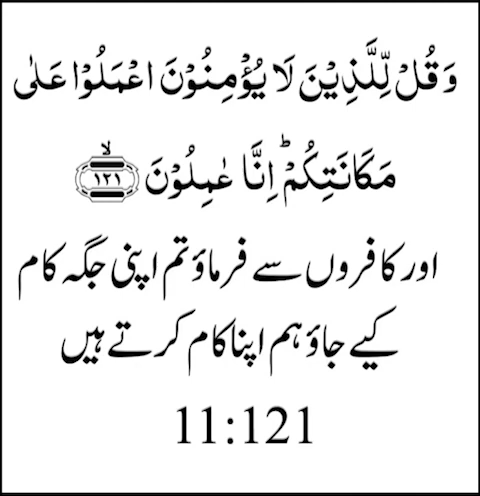 وَقُلْ لِّلَّذِیْنَ لَا یُؤْمِنُوْنَ اعْمَلُوْا عَلٰی
مَكَانَتِكُمْؕ اِنَّا عٰمِلُوْنَ ۙ﴿۱۲۱﴾
اور کافروں سے فرماؤ تم اپنی جگہ کام
کیے جاؤ ہم اپنا کام کرتے ہیں
11:121